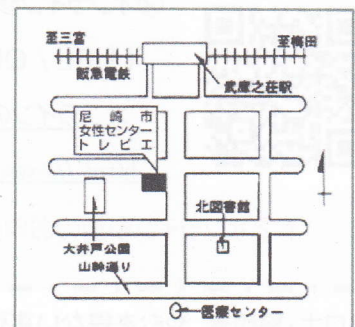 至三宮
至梅田
阪急電鉄
武庫之荘駅
尼崎市
女性センター
トレピエ
北図書館
大井戸公園
山幹通り
医療センター